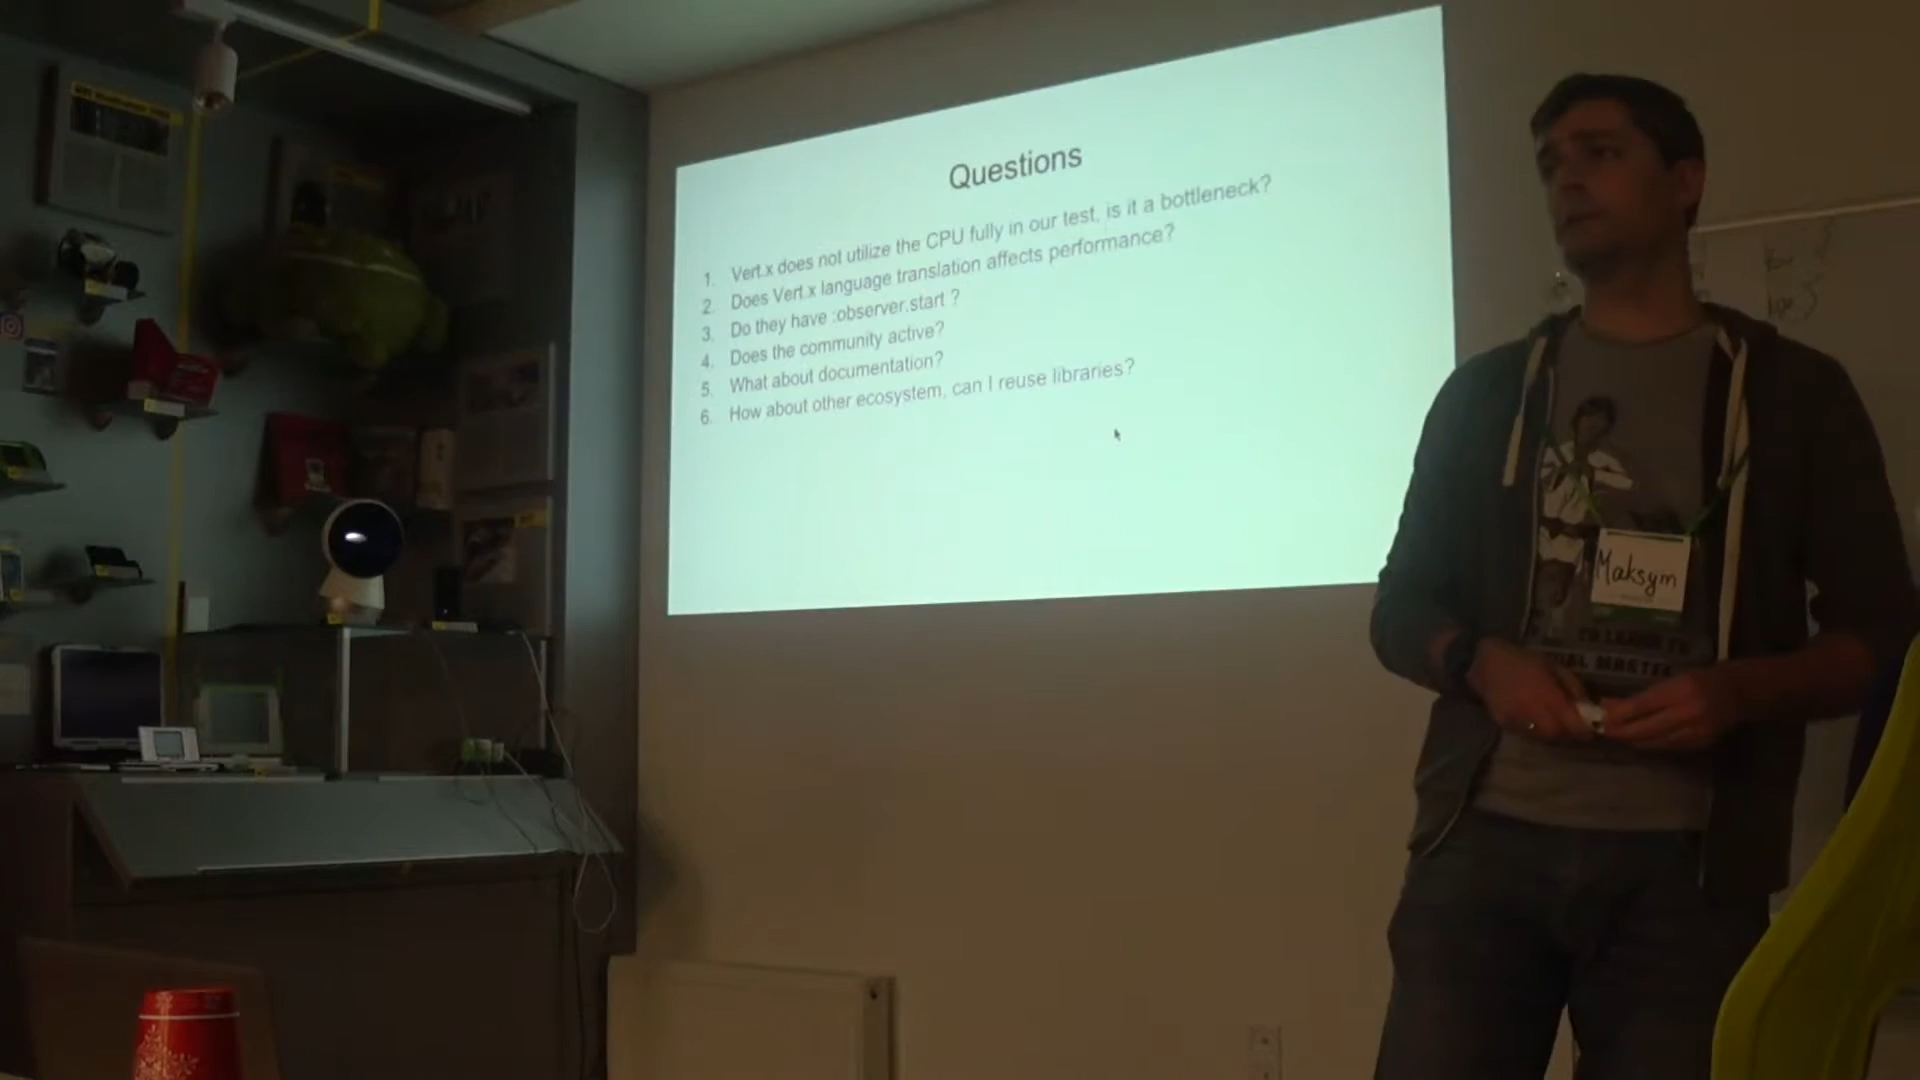 Questions
1. Vert.x does not utilize the CPU fully in our test, is it a bottleneck?
2. Does Vert.x language translation affects performance?
3. Do they have :observer.start ?
4. Does the community active?
5. What about documentation?
6. How about other ecosystem, can I reuse libraries?
Maksym